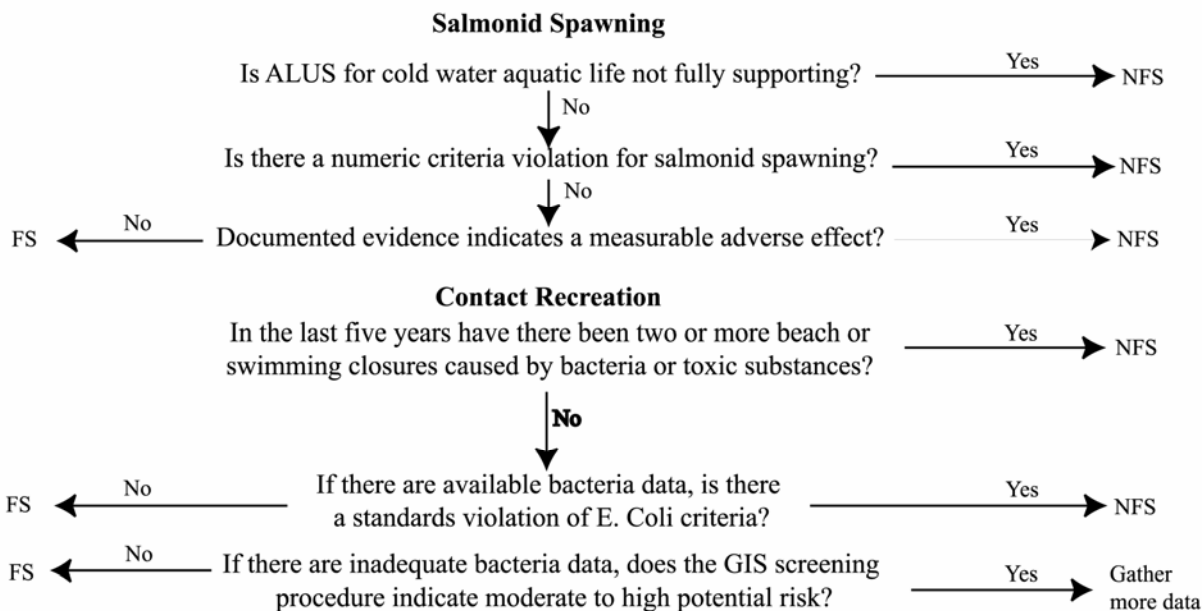 Salmonid Spawning
Is ALUS for cold water aquatic life not fully supporting?
Yes
NFS
No
Is there a numeric criteria violation for salmonid spawning?
Yes
NFS
No
FS
No
Documented evidence indicates a measurable adverse effect?
Yes
NFS
Contact Recreation
In the last five years have there been two or more beach or
swimming closures caused by bacteria or toxic substances?
Yes
NFS
No
FS
No
If there are available bacteria data, is there
a standards violation of E. Coli criteria?
Yes
NFS
FS
No
If there are inadequate bacteria data, does the GIS screening
procedure indicate moderate to high potential risk?
Yes
Gather
more data